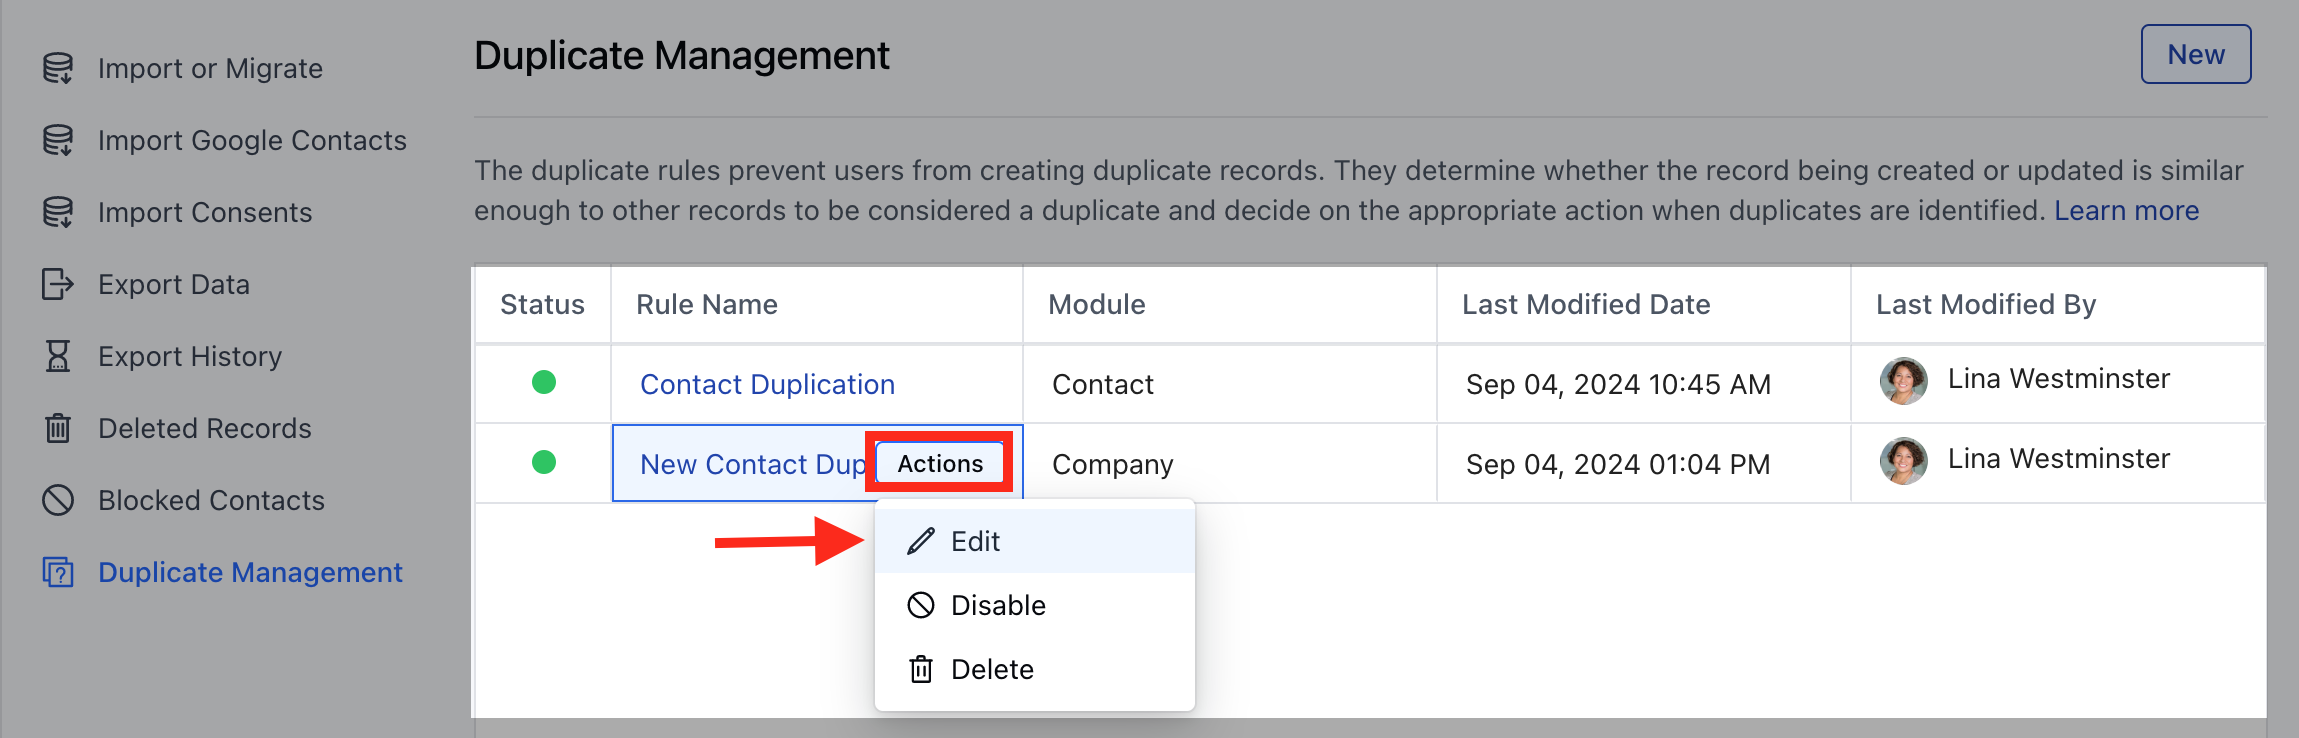 Import or Migrate
Import Google Contacts
Import Consents
Export Data
Export History
Deleted Records
Blocked Contacts
Duplicate Management
Duplicate Management
New
The duplicate rules prevent users from creating duplicate records. They determine whether the record being created or updated is similar
enough to other records to be considered a duplicate and decide on the appropriate action when duplicates are identified. Learn more
Status Rule Name Module Last Modified Date Last Modified By
Contact Duplication Contact Sep 04, 2024 10:45 AM Lina Westminster
New Contact Dup Actions Company Sep 04, 2024 01:04 PM Lina Westminster
Edit
Disable
Delete